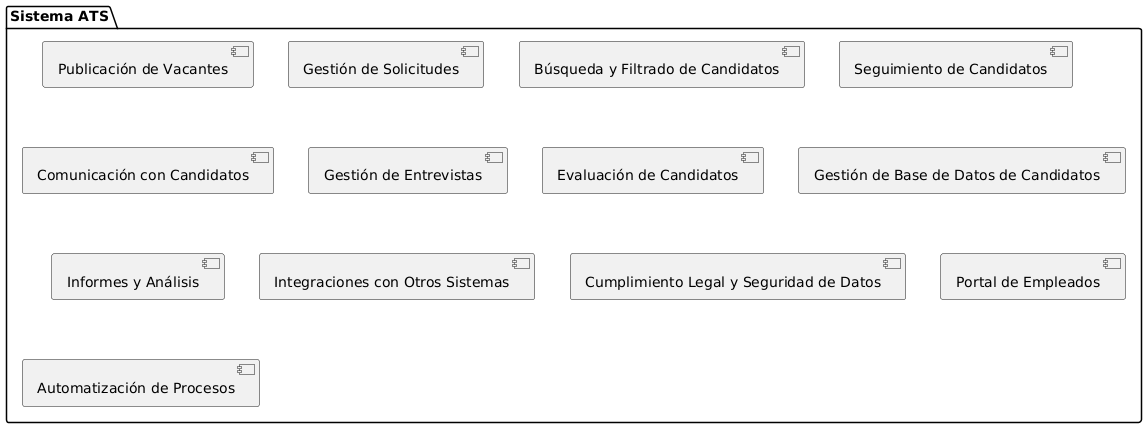 Sistema ATS
Publicación de Vacantes
Gestión de Solicitudes
Búsqueda y Filtrado de Candidatos
Seguimiento de Candidatos
Comunicación con Candidatos
Gestión de Entrevistas
Evaluación de Candidatos
Gestión de Base de Datos de Candidatos
Informes y Análisis
Integraciones con Otros Sistemas
Cumplimiento Legal y Seguridad de Datos
Portal de Empleados
Automatización de Procesos